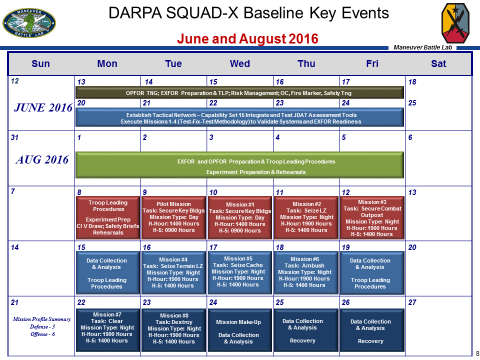 DARPA SQUAD-X Baseline Key Events
June and August 2016
MANEUVER
BATTLE LAB
Maneuver Battle Lab
Sun Mon Tue Wed Thu Fri Sat
12 13 14 15 16 17 18
OPFOR TNG; EXFOR Preparation & TLP; Risk Management; OC, Fire Marker, Safety Tng
JUNE 2016
20 21 22 23 24 25
Establish Tactical Network - Capability Set 15 Integrate and Test JDAT Assessment Tools
Execute Missions 1-4 (Test-Fix-Test Methodology) to Validate Systems and EXFOR Readiness
31 1 2 3 4 5 6
AUG 2016
EXFOR and OPFOR Preparation & Troop Leading Procedures
Experiment Preparation & Rehearsals
7 8 9 10 11 12 13
Troop Leading
Procedures
Experiment Prep
CIV Draw; Safety Briefs
Rehearsals
Pilot Mission
Task: Secure Key Bldgs
Mission Type: Day
H-Hour: 1400 Hours
H-5: 0900 Hours
Mission #1
Task: Secure Key Bldgs
Mission Type: Day
H-Hour: 1400 Hours
H-5: 0900 Hours
Mission #2
Task: Seize LZ
Mission Type: Night
H-Hour: 1900 Hours
H-5: 1400 Hours
Mission #3
Task: Secure Combat
Outpost
Mission Type: Night
H-Hour: 1900 Hours
H-5: 1400 Hours
14 15 16 17 18 19 20
Data Collection
& Analysis
Troop Leading
Procedures
Mission #4
Task: Seize Terrain LZ
Mission Type: Night
H-Hour: 1900 Hours
H-5: 1400 Hours
Mission #5
Task: Seize Cache
Mission Type: Night
H-Hour: 1900 Hours
H-5: 1400 Hours
Mission #6
Task: Ambush
Mission Type: Night
H-Hour: 1900 Hours
H-5: 1400 Hours
Data Collection
& Analysis
Troop Leading
Procedures
21 22 23 24 25 26 27
Mission Profile Summary
Defense - 3
Offense - 6
Mission #7
Task: Clear
Mission Type: Night
H-Hour: 1900 Hours
H-5: 1400 Hours
Mission #8
Task: Destroy
Mission Type: Night
H-Hour: 1900 Hours
H-5: 1400 Hours
Mission Make-Up
Data Collection
& Analysis
Data Collection
& Analysis
Recovery
Data Collection
& Analysis
Recovery
8